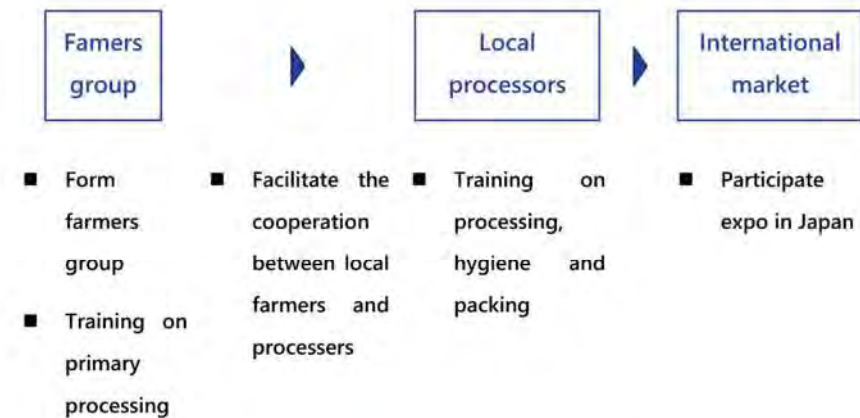 Famers
group
Local
processors
International
market
■ Form
farmers
group
■ Training on
primary
processing
■ Facilitate the
cooperation
between local
farmers and
processers
■ Training on
processing,
hygiene and
packing
■ Participate
expo in Japan